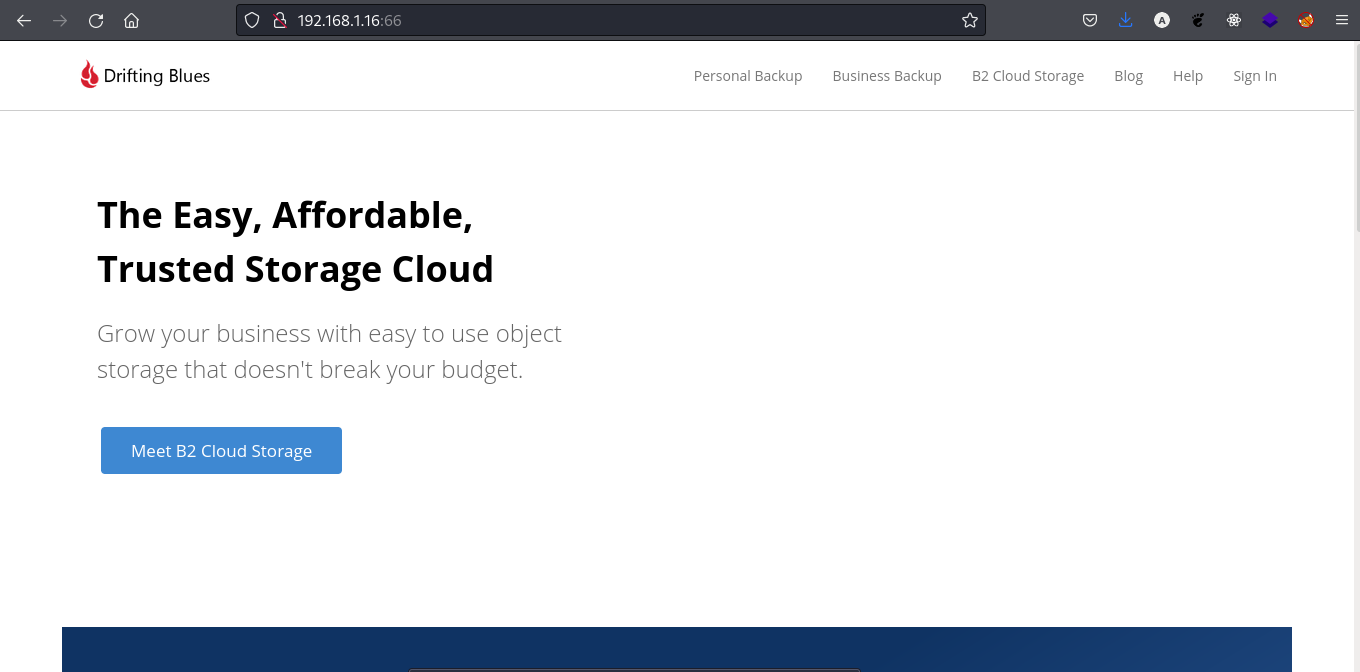 192.168.1.16:66
A
Drifting Blues
Personal Backup Business Backup B2 Cloud Storage Blog Help Sign In
The Easy, Affordable,
Trusted Storage Cloud
Grow your business with easy to use object
storage that doesn't break your budget.
Meet B2 Cloud Storage